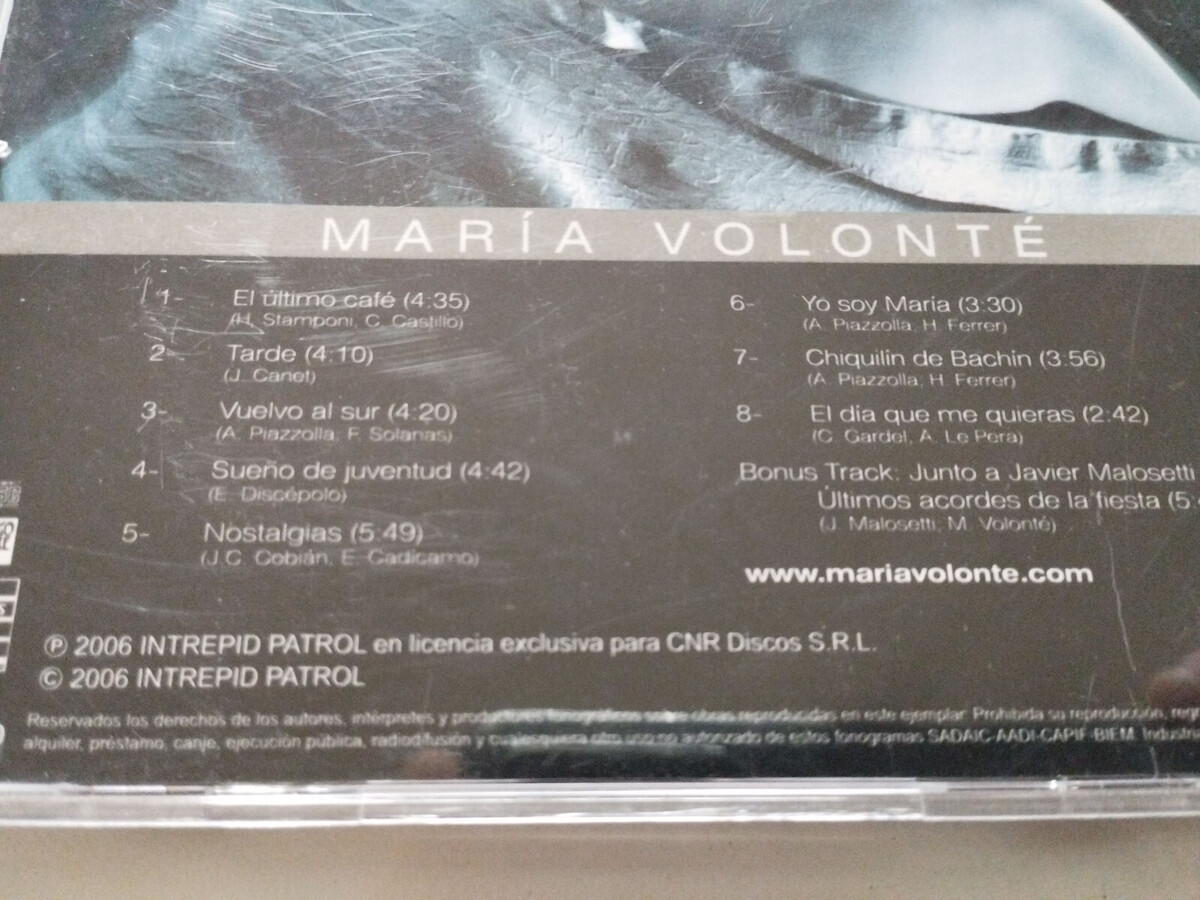 MARÍA VOLONTÉ
1- El último café (4:35)
(H. Stamponi, C. Castillo)
2- Tarde (4:10)
(J. Canet)
3- Vuelvo al sur (4:20)
(A. Piazzolla, F. Solanas)
4- Sueño de juventud (4:42)
(E. Discépolo)
5- Nostalgias (5:49)
(J.C. Cobián, E. Cadícamo)
6- Yo soy María (3:30)
(A. Piazzolla, H. Ferrer)
7- Chiquilín de Bachín (3:56)
(A. Piazzolla, H. Ferrer)
8- El día que me quieras (2:42)
(C. Gardel, A. Le Pera)
Bonus Track: Junto a Javier Malosetti
Últimos acordes de la fiesta (5:
(J. Malosetti, M. Volonté)
www.mariavolonte.com
℗ 2006 INTREPID PATROL en licencia exclusiva para CNR Discos S.R.L.
© 2006 INTREPID PATROL
Reservados los derechos de los autores, intérpretes y productores fonográficos sobre obras reproducidas en este ejemplar. Prohibida su reproducción,
alquiler, préstamo, canje, ejecución pública, radiodifusión y cualesquiera otro uso no autorizado de estos fonogramas SADAIC-AADI-CAPIF-BIEM.